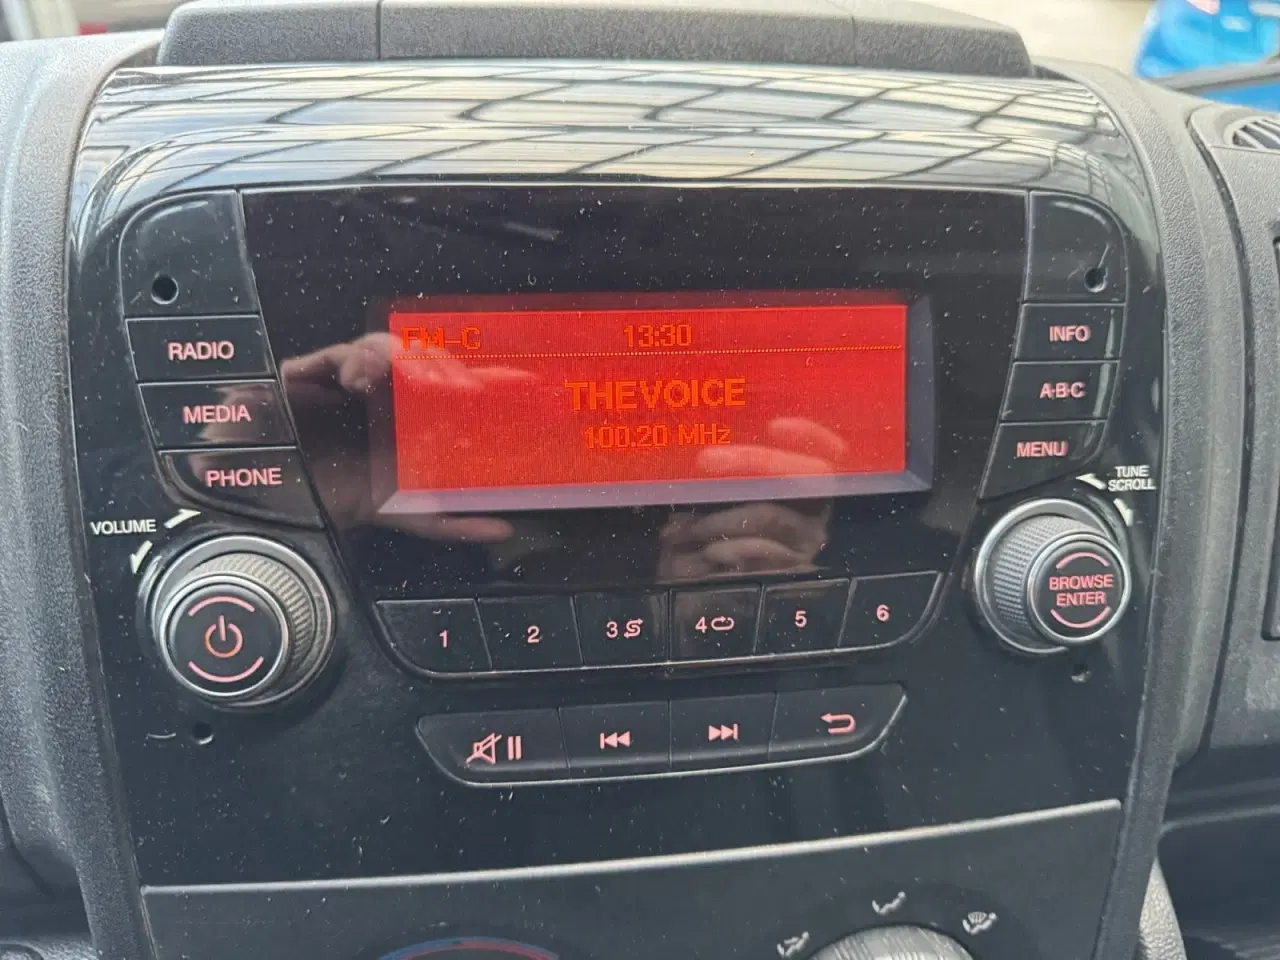 FM-C 13:30
THEVOICE
100.20 MHz
RADIO
MEDIA
PHONE
VOLUME
INFO
A·B·C
MENU
TUNE
SCROLL
BROWSE
ENTER
1 2 3 4 5 6